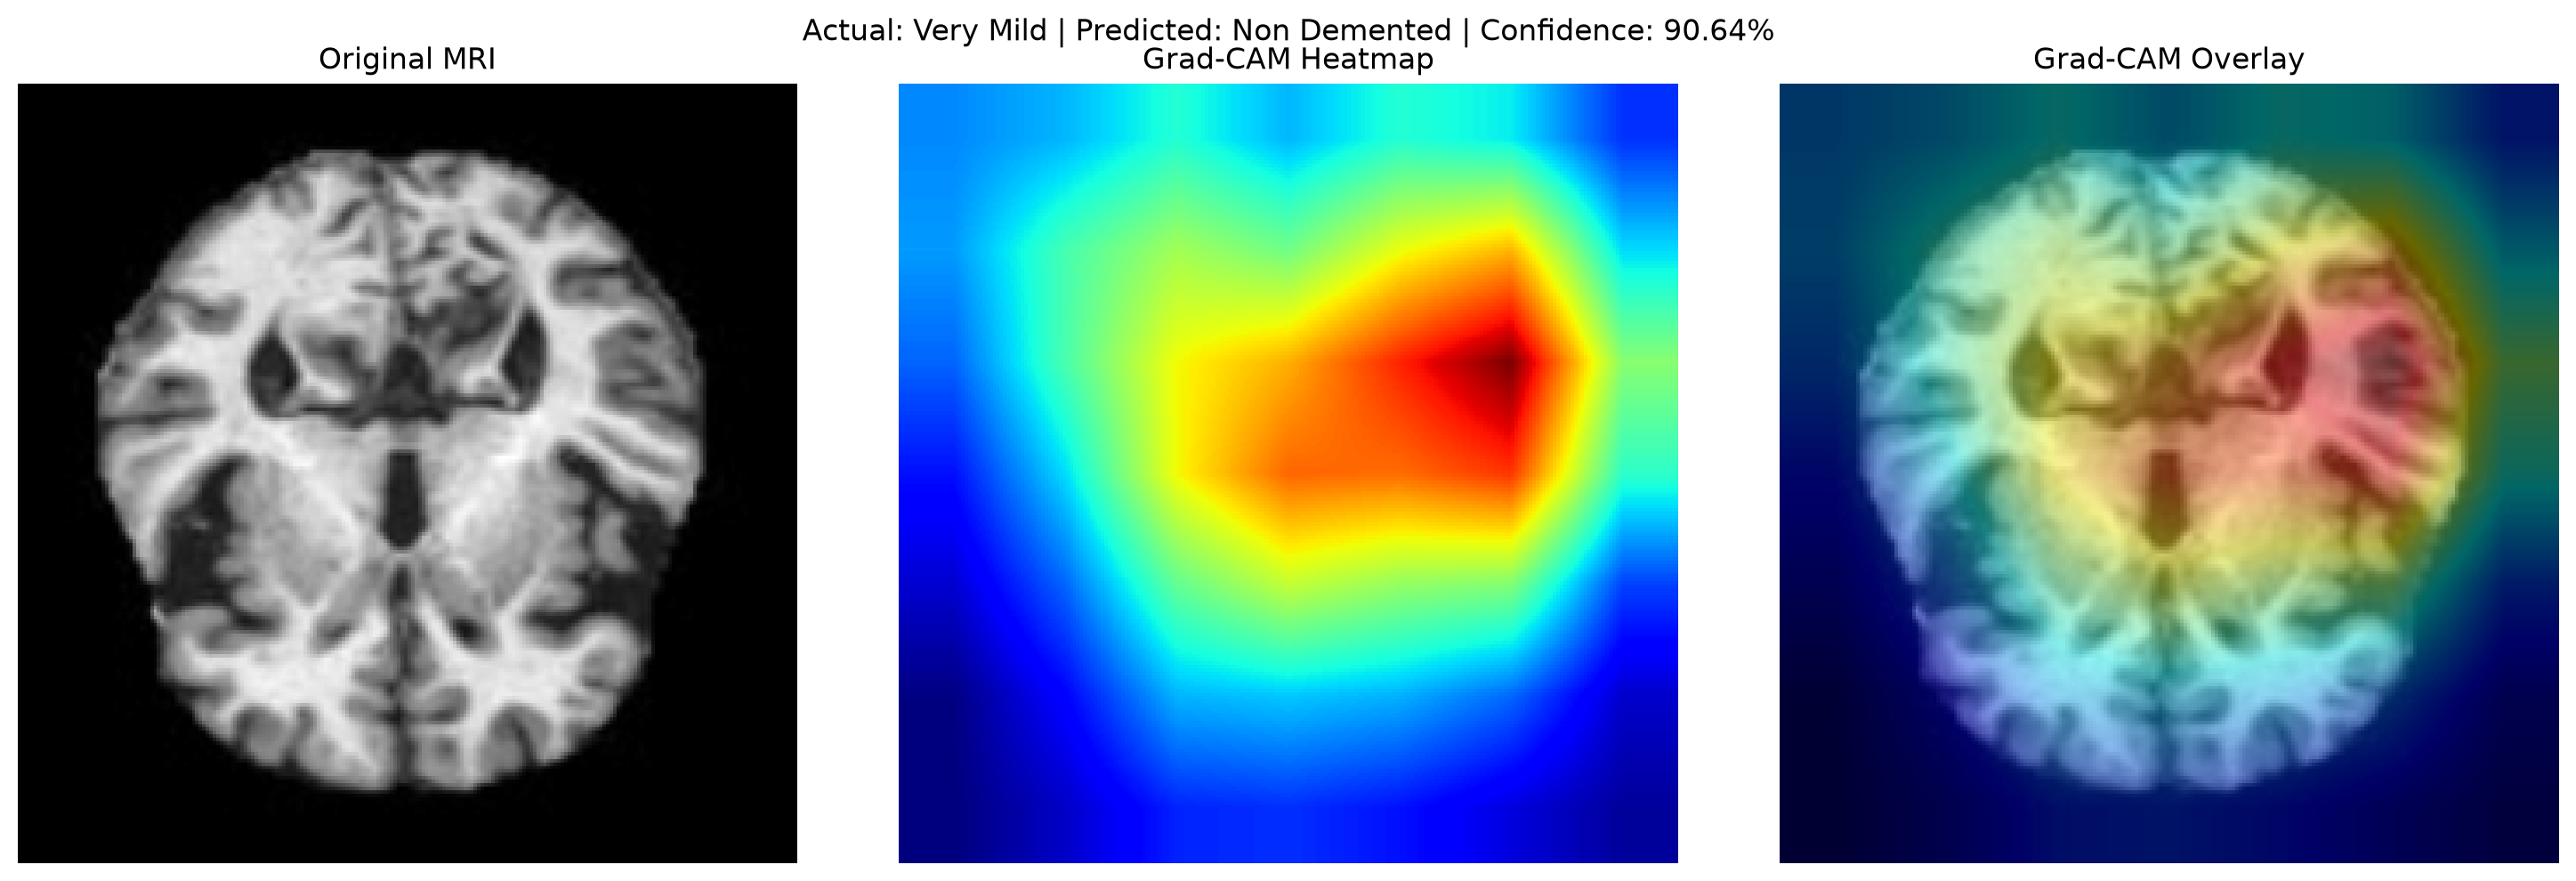 Actual: Very Mild | Predicted: Non Demented | Confidence: 90.64%
Original MRI
Grad-CAM Heatmap
Grad-CAM Overlay